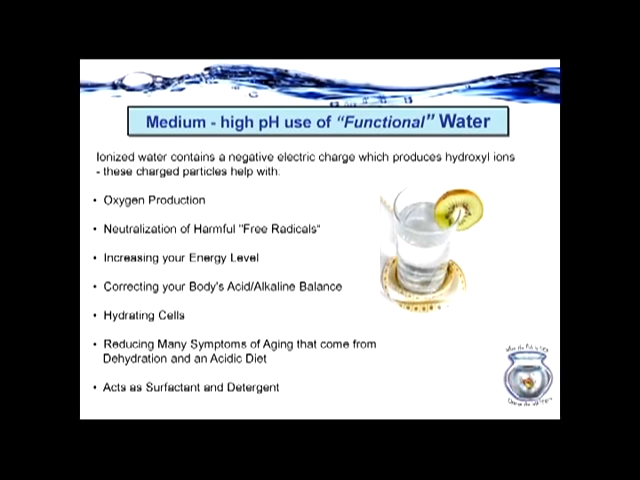 Medium - high pH use of "Functional" Water
Ionized water contains a negative electric charge which produces hydroxyl ions
- these charged particles help with:
• Oxygen Production
• Neutralization of Harmful "Free Radicals"
• Increasing your Energy Level
• Correcting your Body's Acid/Alkaline Balance
• Hydrating Cells
• Reducing Many Symptoms of Aging that come from
Dehydration and an Acidic Diet
• Acts as Surfactant and Detergent